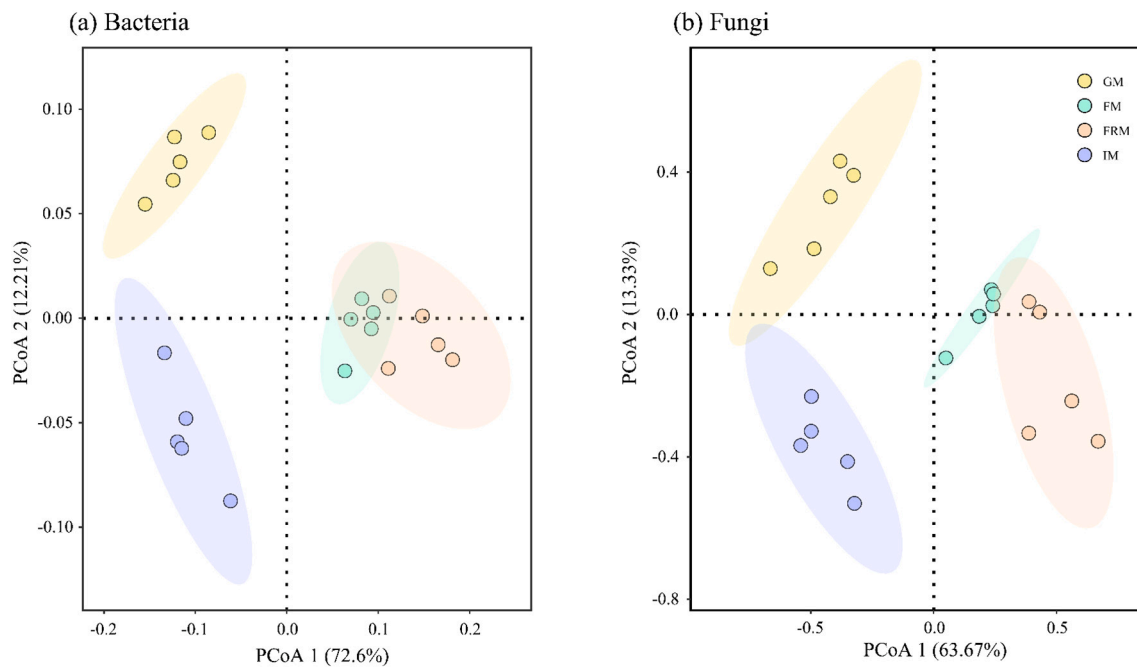 (a) Bacteria
0.10
0.05
0.00
-0.05
-0.10
PCoA 2 (12.21%)
-0.2
-0.1
0.0
0.1
0.2
PCoA 1 (72.6%)
(b) Fungi
GM
FM
FRM
IM
0.4
0.0
-0.4
-0.8
PCoA 2 (13.33%)
-0.5
0.0
0.5
PCoA 1 (63.67%)